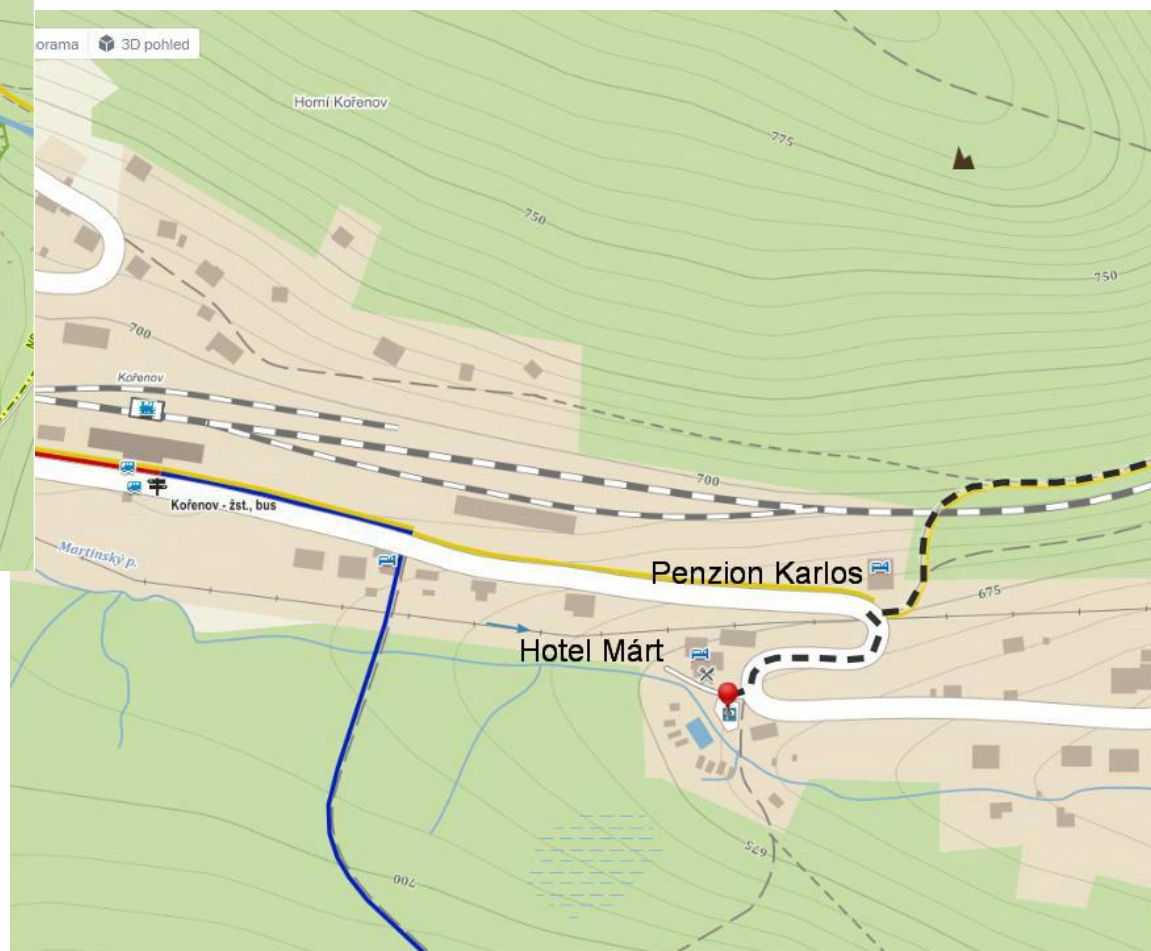 orama 3D pohled
Horní Kořenov
775
750
750
700
Kořenov
700
Kořenov - žst., bus
Martinský p.
Penzion Karlos
675
Hotel Márt
675
700